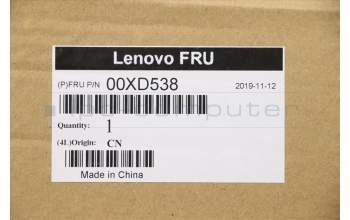 Lenovo FRU
(P)FRU P/N 00XD538 2019-11-12
Quantity: 1
(4L)Origin: CN
Made in China